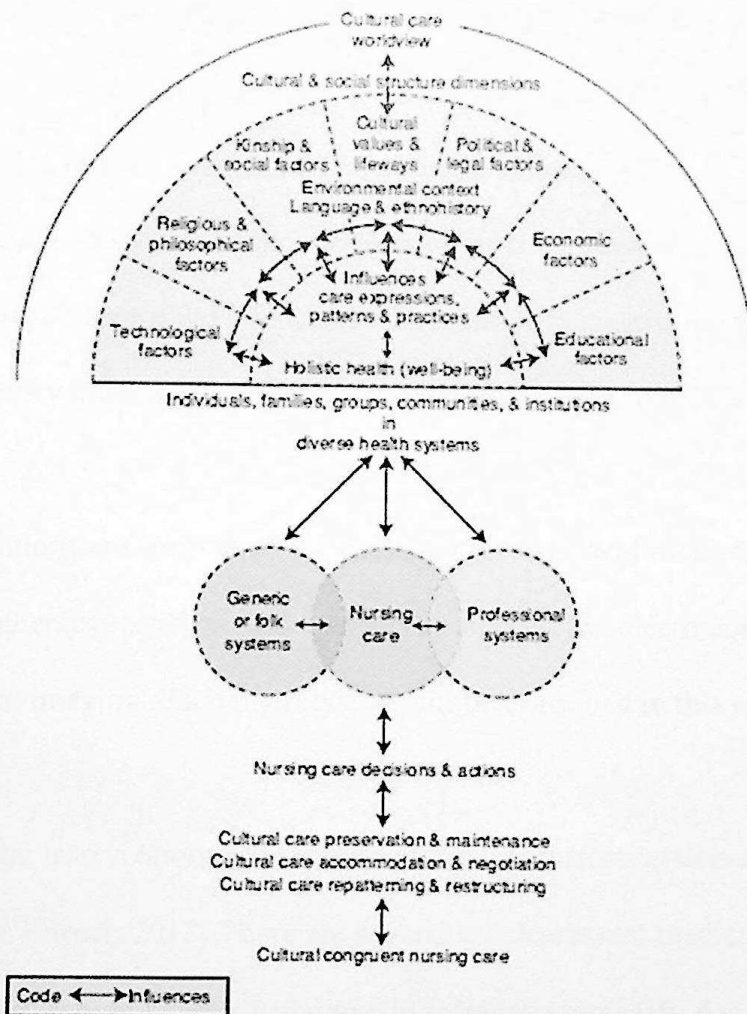 Cultural care
worldview
Cultural & social structure dimensions
Kinship &
social factors
Cultural
values &
lifeways
Political &
legal factors
Environmental context
Language & ethnohistory
Religious &
philosophical
factors
Economic
factors
Influences
care expressions,
patterns & practices
Technological
factors
Educational
factors
Holistic health (well-being)
Individuals, families, groups, communities, & institutions
in
diverse health systems
Generic
or folk
systems
Nursing
care
Professional
systems
Nursing care decisions & actions
Cultural care preservation & maintenance
Cultural care accommodation & negotiation
Cultural care repatterning & restructuring
Cultural congruent nursing care
Code Influences